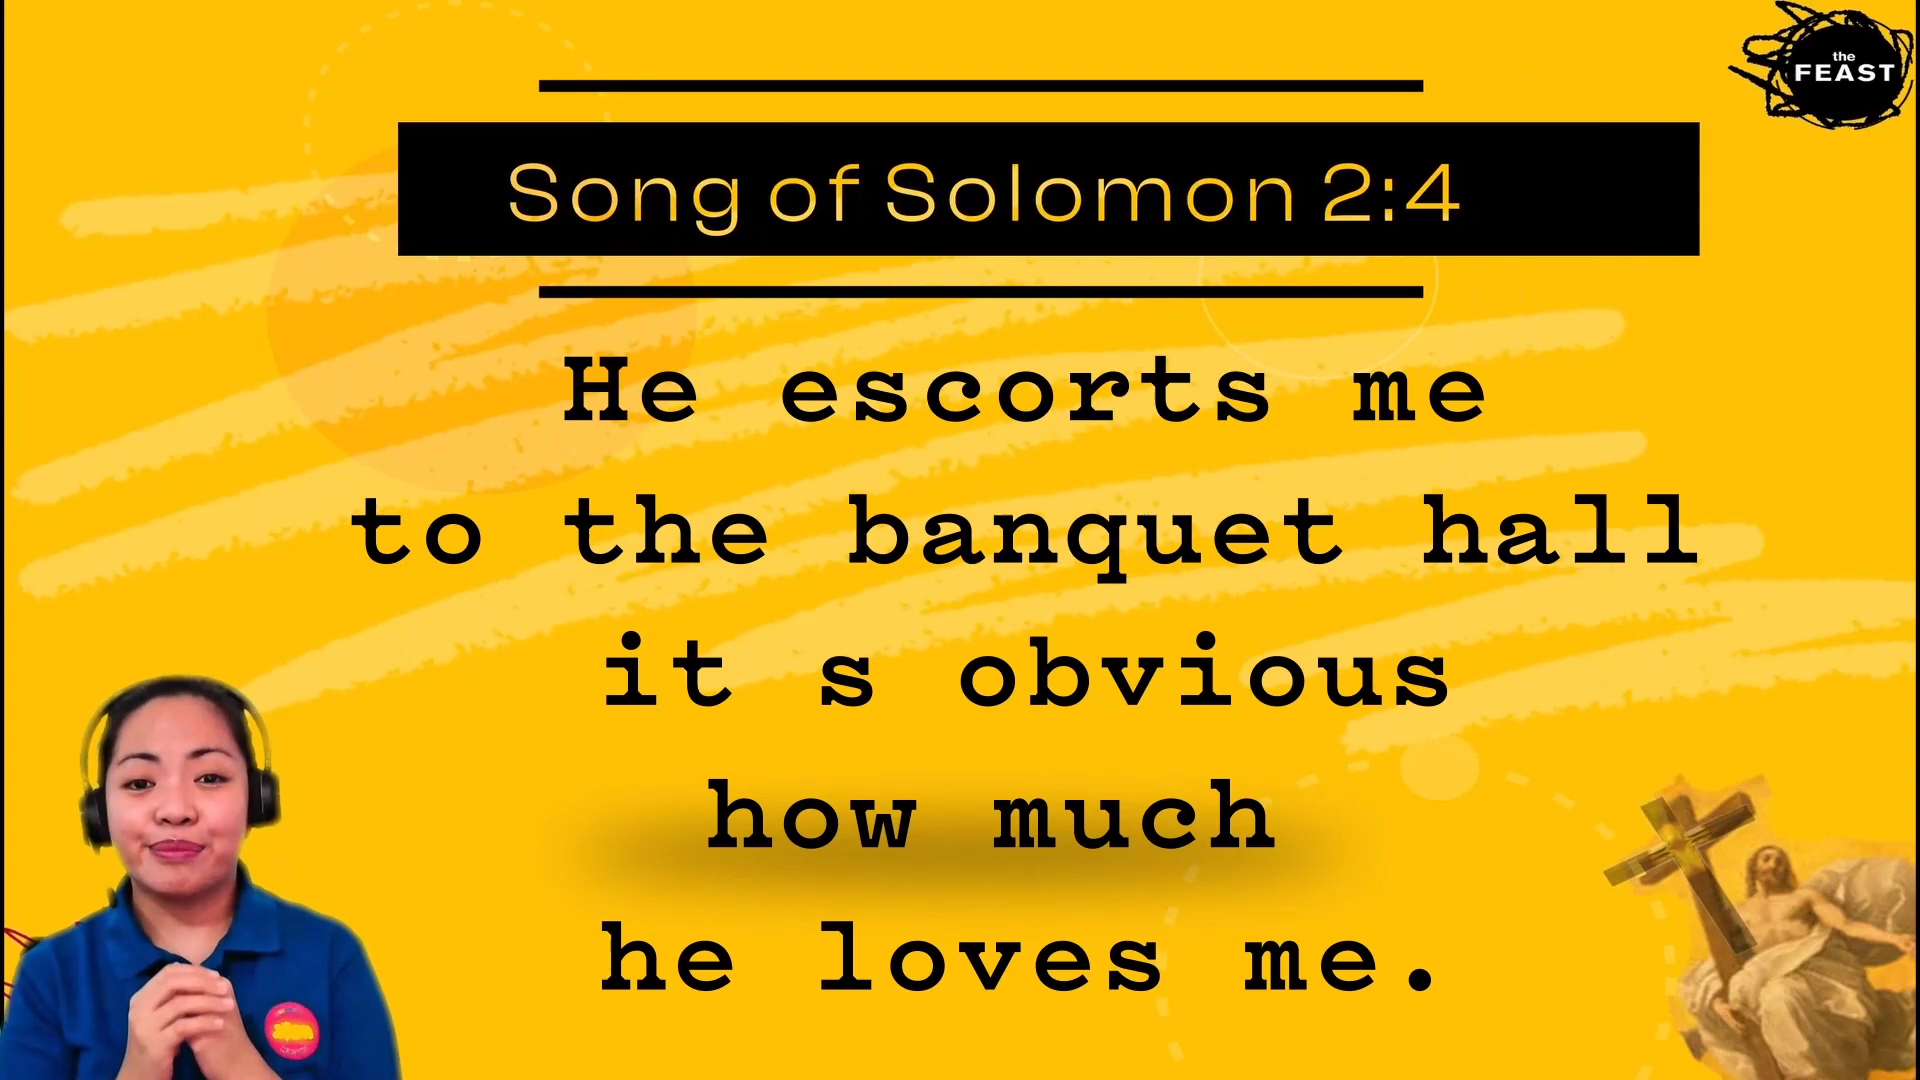 the
FEAST
Song of Solomon 2:4
He escorts me
to the banquet hall
it s obvious
how much
he loves me.